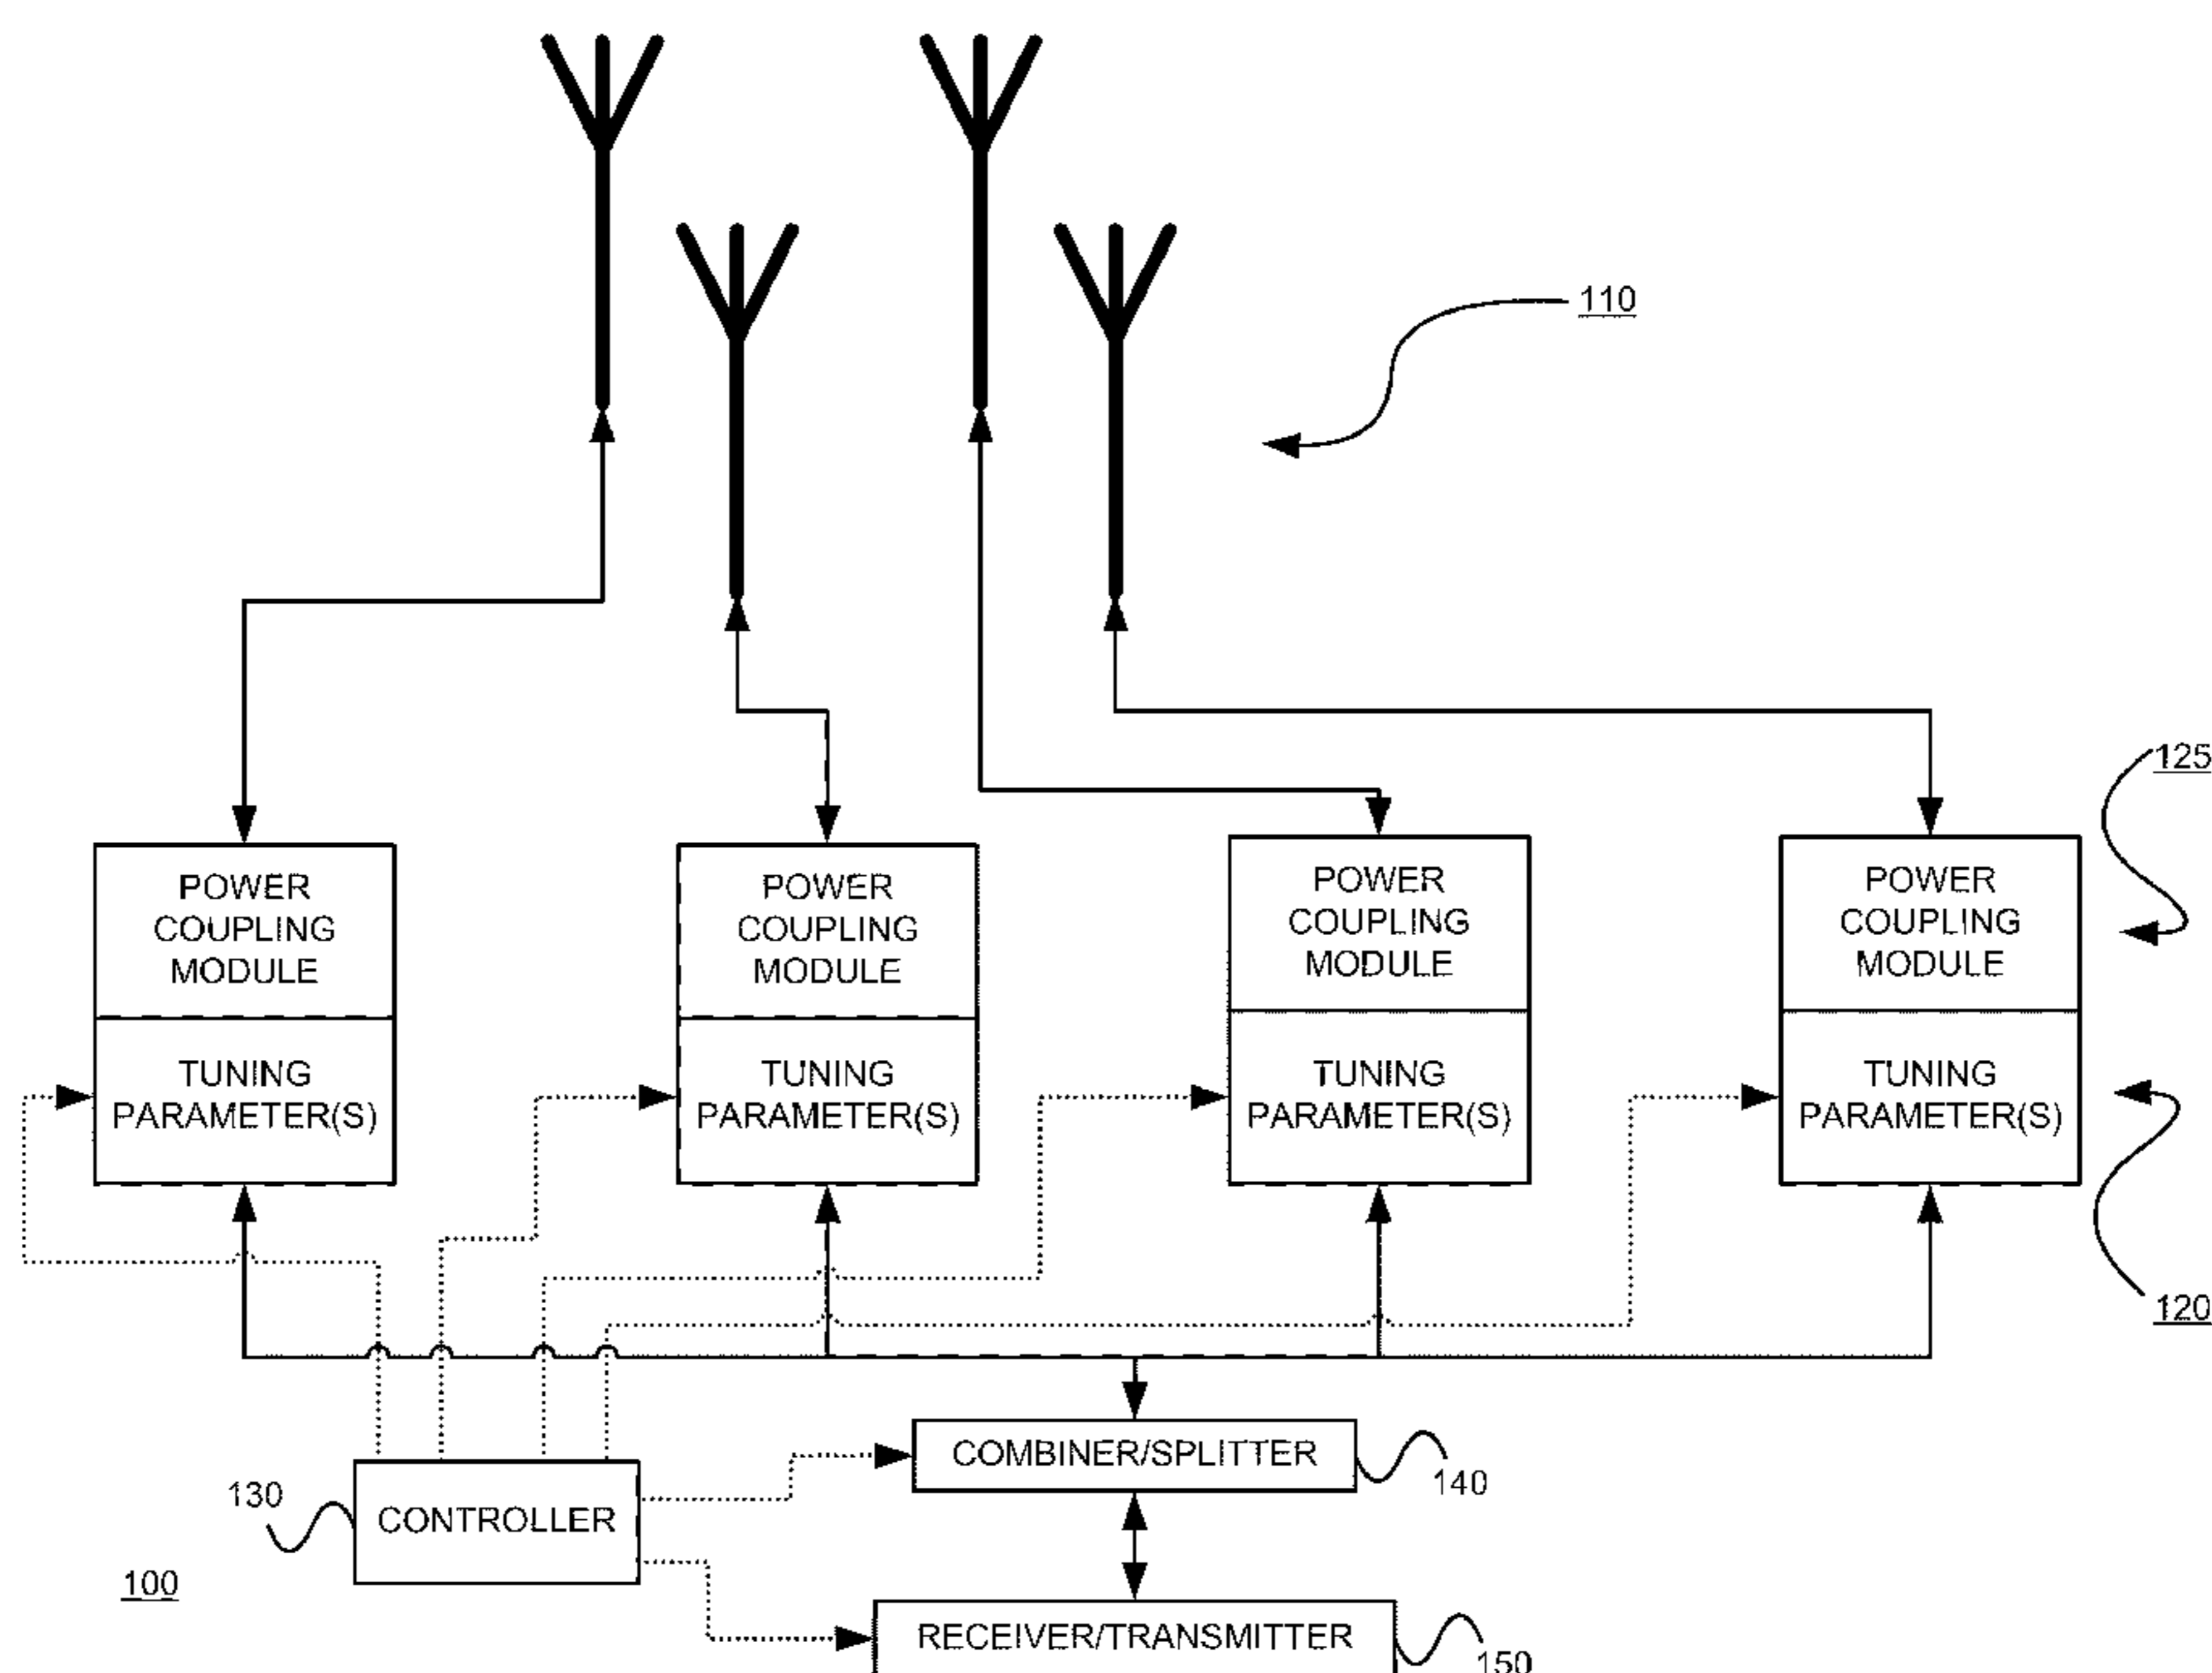 110
125
POWER
COUPLING
MODULE
POWER
COUPLING
MODULE
POWER
COUPLING
MODULE
POWER
COUPLING
MODULE
TUNING
PARAMETER(S)
TUNING
PARAMETER(S)
TUNING
PARAMETER(S)
TUNING
PARAMETER(S)
120
COMBINER/SPLITTER
140
130
CONTROLLER
100
RECEIVER/TRANSMITTER
150